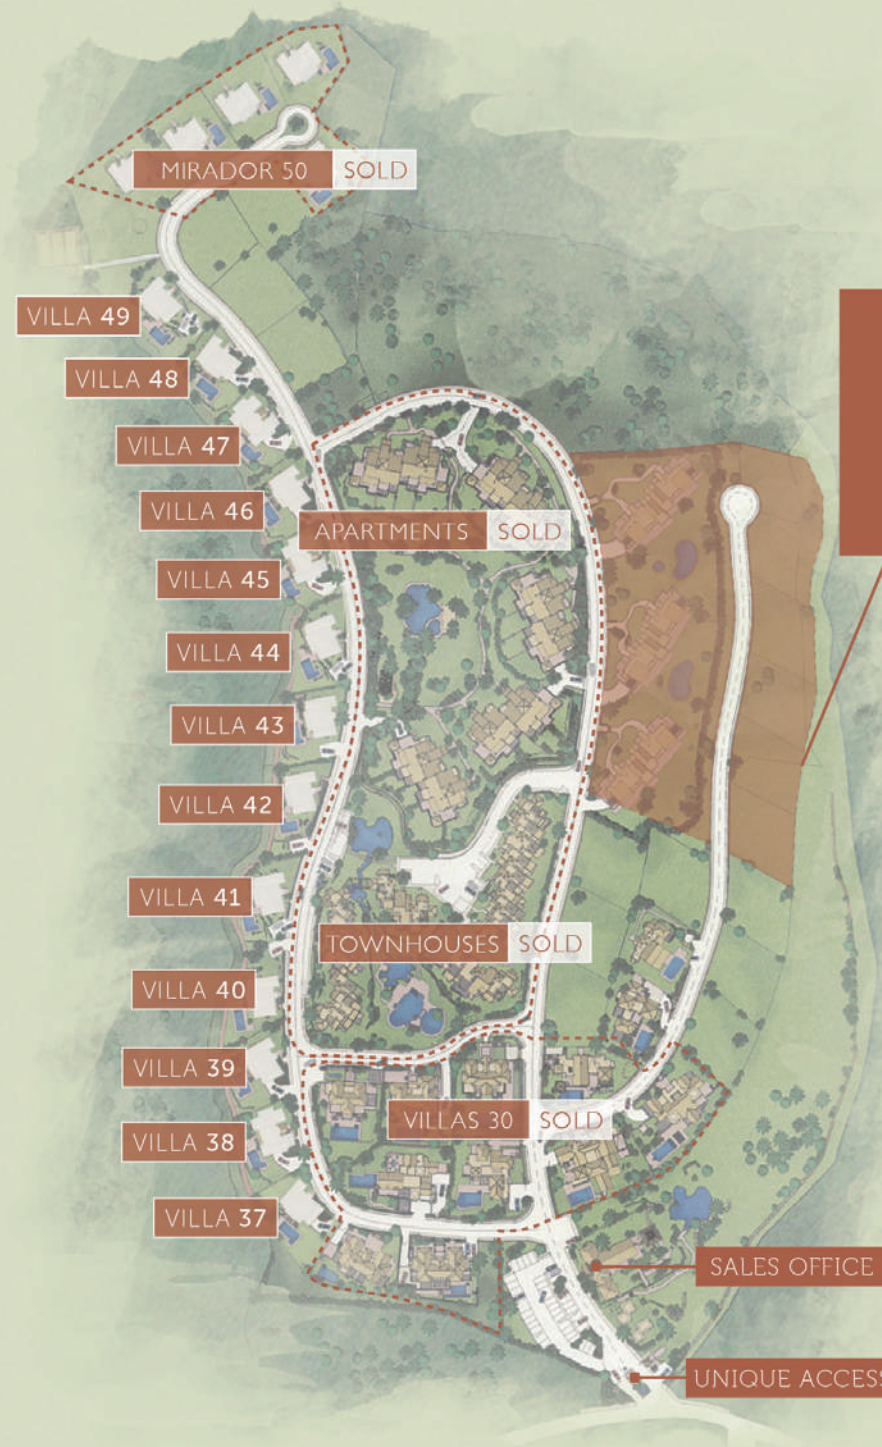 MIRADOR 50 SOLD
VILLA 49
VILLA 48
VILLA 47
VILLA 46
APARTMENTS SOLD
VILLA 45
VILLA 44
VILLA 43
VILLA 42
VILLA 41
TOWNHOUSES SOLD
VILLA 40
VILLA 39
VILLAS 30 SOLD
VILLA 38
VILLA 37
SALES OFFICE
UNIQUE ACCESS